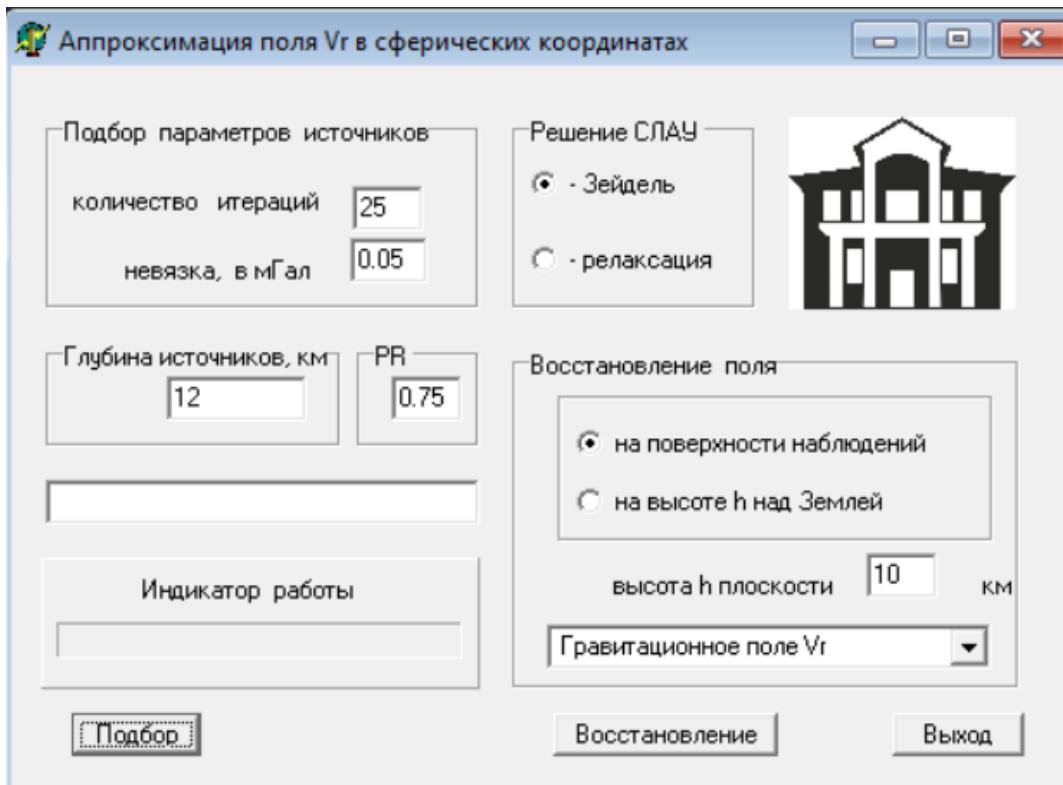 Аппроксимация поля Vr в сферических координатах
Подбор параметров источников
количество итераций 25
невязка, в мГал 0.05
Решение СЛАУ
- Зейдель
- релаксация
Глубина источников, км
12
PR
0.75
Восстановление поля
на поверхности наблюдений
на высоте h над Землей
высота h плоскости 10 км
Гравитационное поле Vr
Индикатор работы
Подбор
Восстановление
Выход